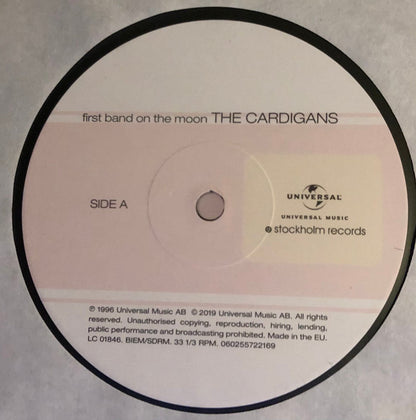 first band on the moon THE CARDIGANS
SIDE A
UNIVERSAL
UNIVERSAL MUSIC
stockholm records
℗ 1996 Universal Music AB © 2019 Universal Music AB. All rights
reserved. Unauthorised copying, reproduction, hiring, lending,
public performance and broadcasting prohibited. Made in the EU.
LC 01846. BIEM/SDRM. 33 1/3 RPM. 060255722169